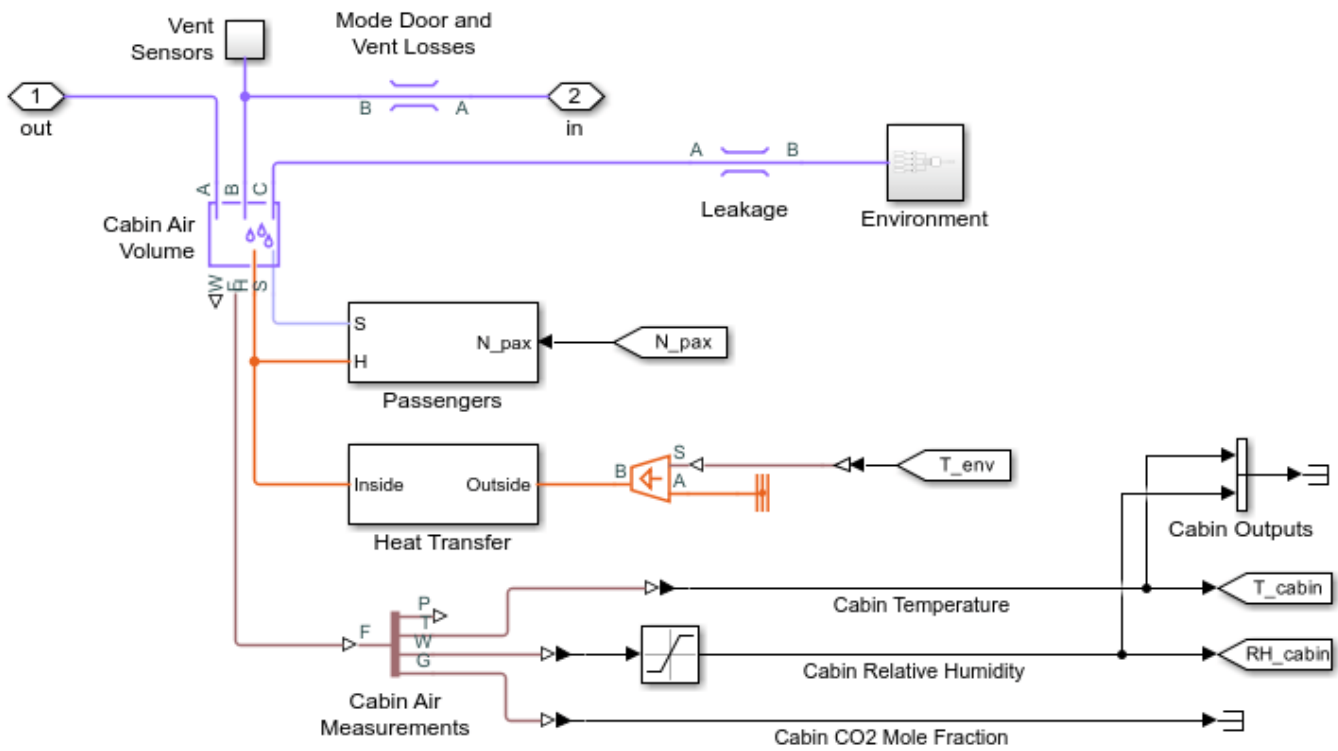 Vent
Sensors
Mode Door and
Vent Losses
1
out
B
A
2
in
A
B
C
A
B
Leakage
Environment
Cabin Air
Volume
W
F
H
S
S
H
N_pax
Passengers
N_pax
Inside
Outside
Heat Transfer
B
S
A
T_env
Cabin Outputs
P
F
T
W
G
Cabin Air
Measurements
Cabin Temperature
T_cabin
Cabin Relative Humidity
RH_cabin
Cabin CO2 Mole Fraction